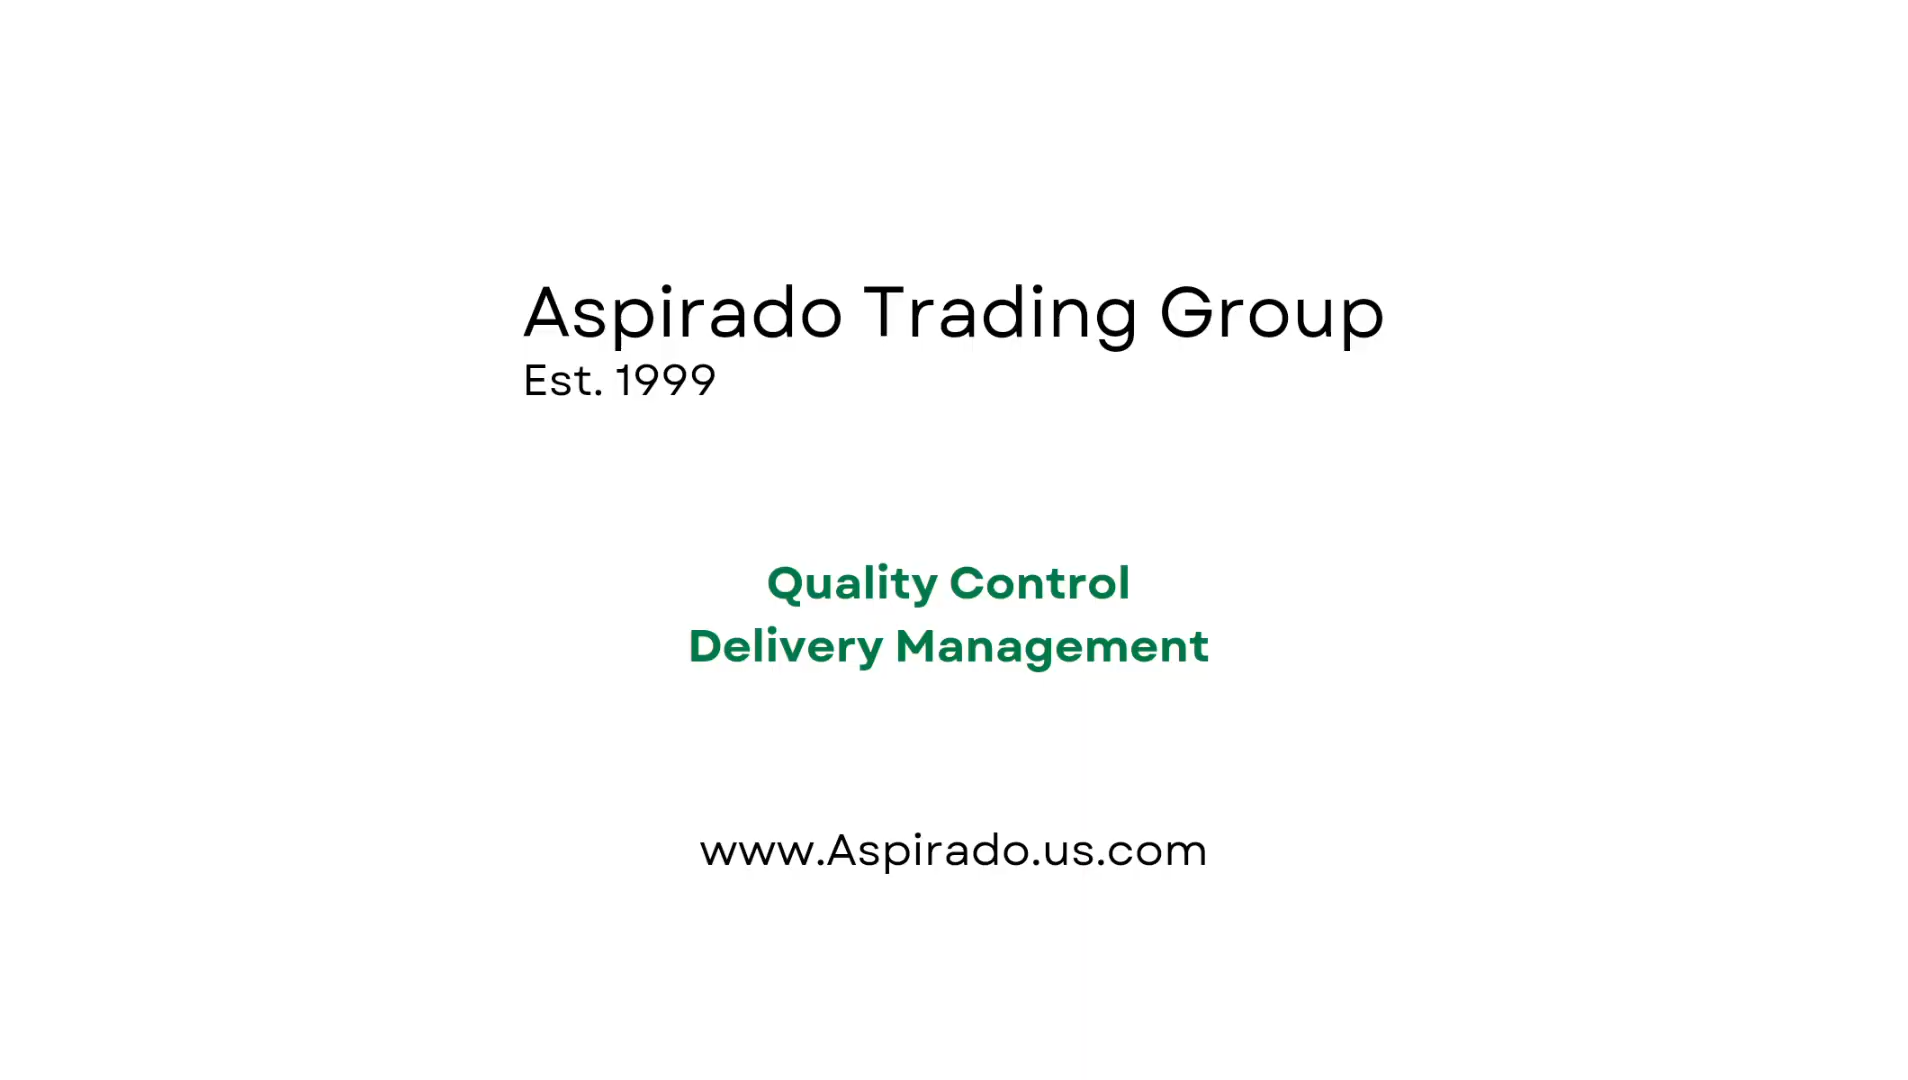 Aspirado Trading Group
Est. 1999
Quality Control
Delivery Management
www.Aspirado.us.com